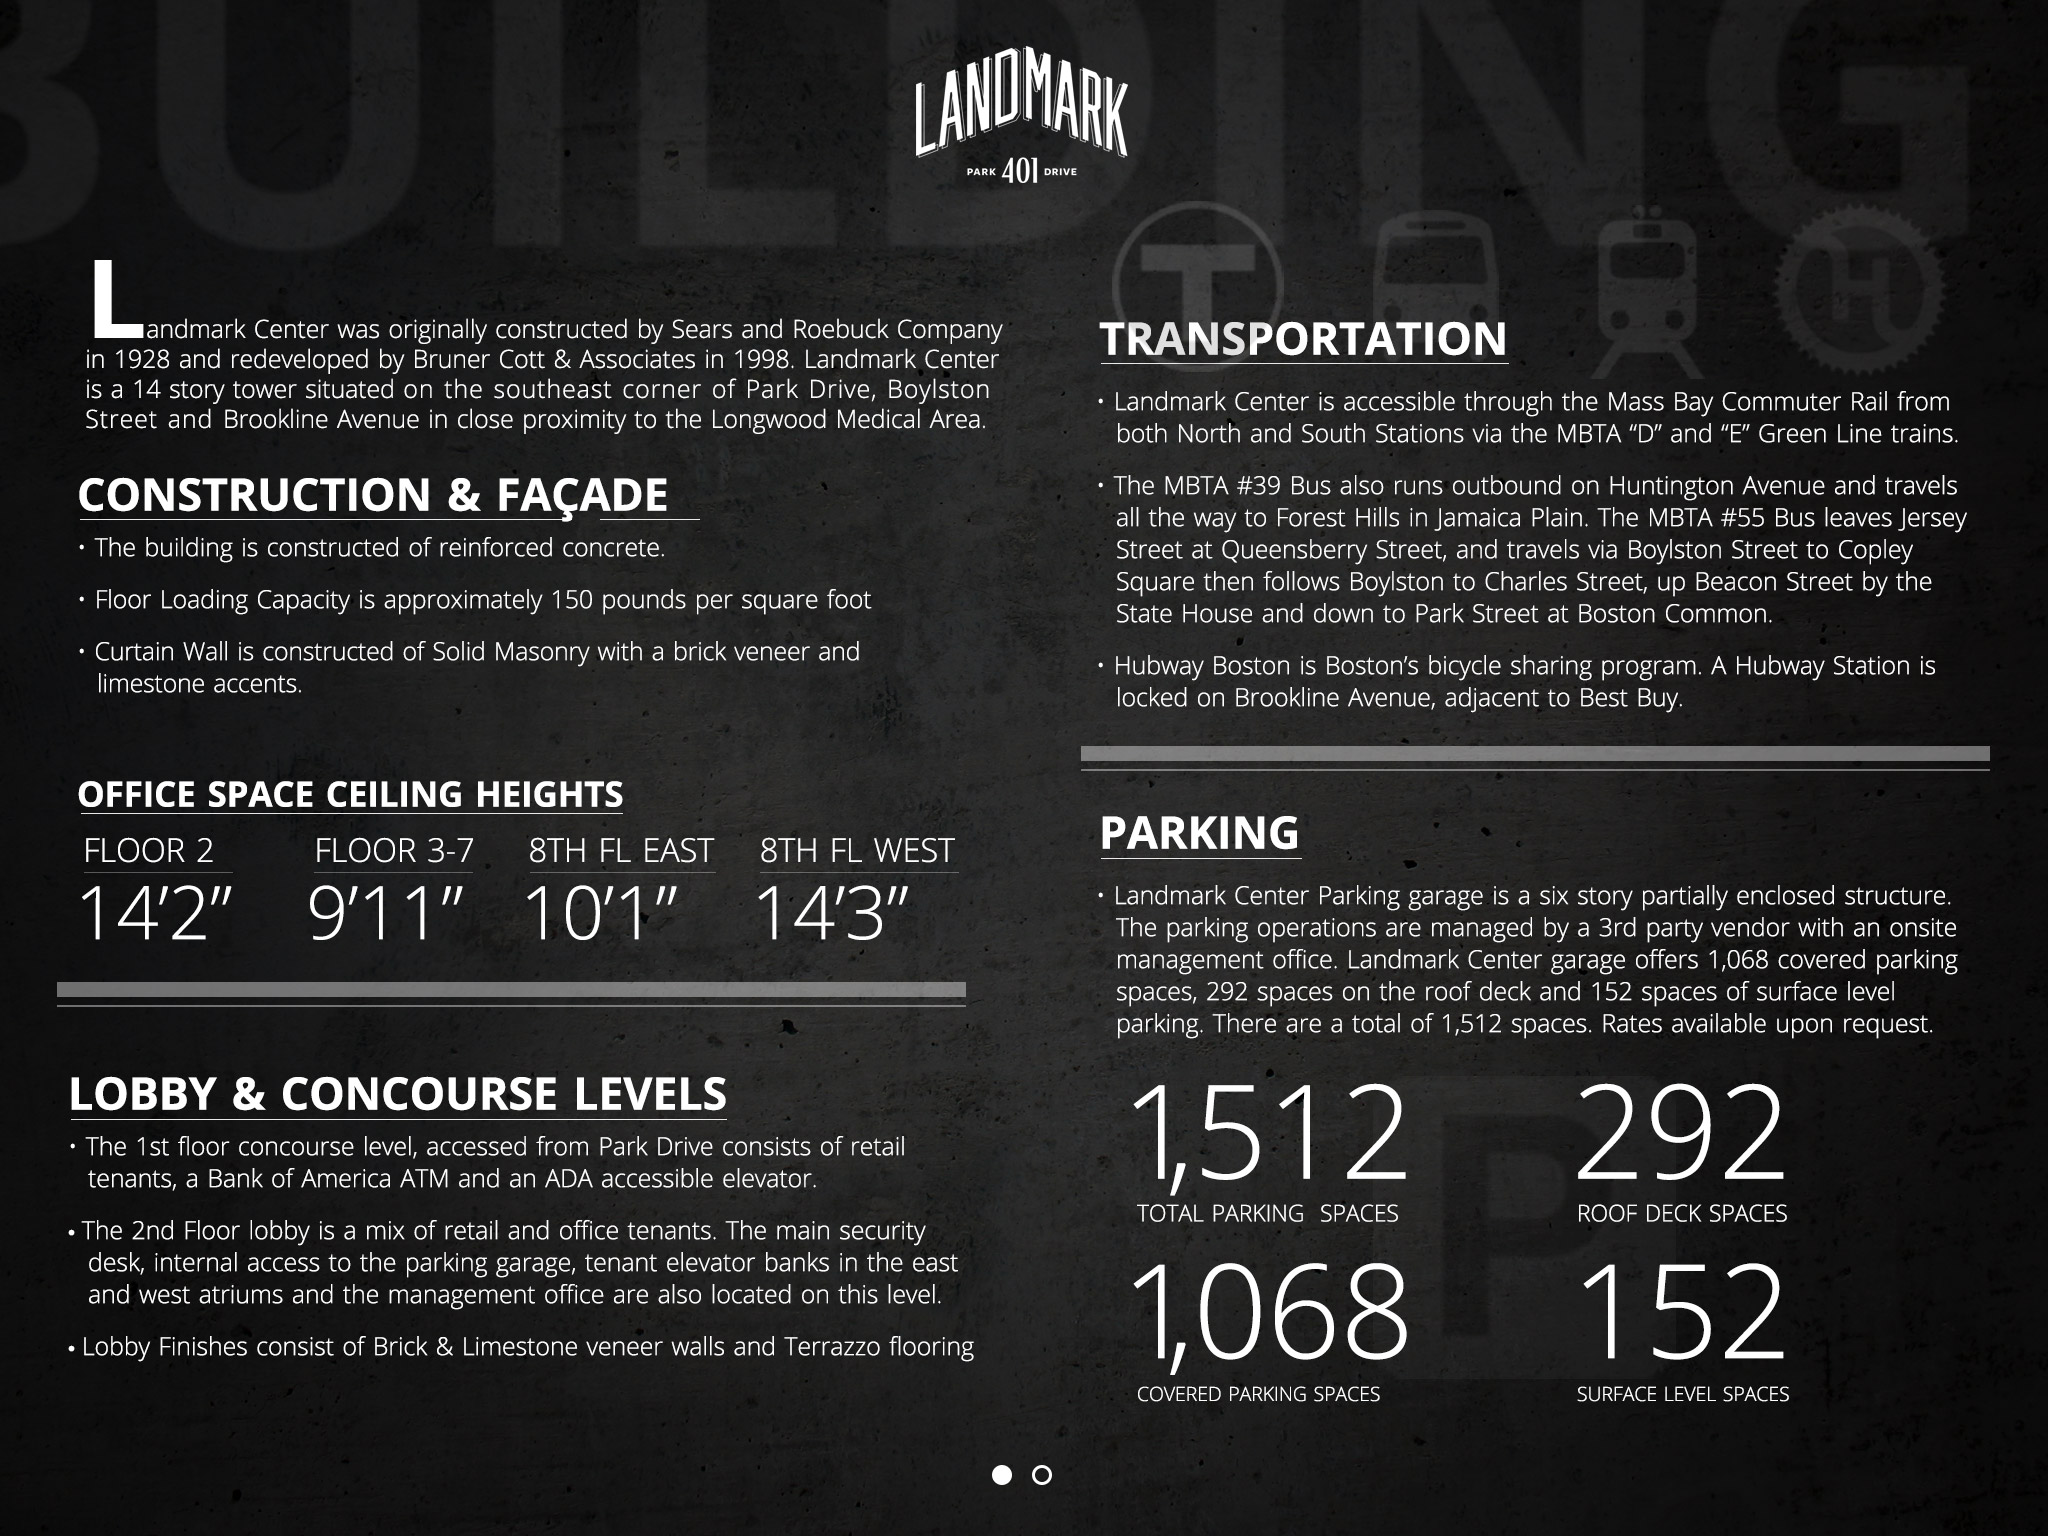 BUILDING
LANDMARK
PARK 401 DRIVE
Landmark Center was originally constructed by Sears and Roebuck Company
in 1928 and redeveloped by Bruner Cott & Associates in 1998. Landmark Center
is a 14 story tower situated on the southeast corner of Park Drive, Boylston
Street and Brookline Avenue in close proximity to the Longwood Medical Area.
CONSTRUCTION & FAÇADE
• The building is constructed of reinforced concrete.
• Floor Loading Capacity is approximately 150 pounds per square foot
• Curtain Wall is constructed of Solid Masonry with a brick veneer and
limestone accents.
OFFICE SPACE CEILING HEIGHTS
FLOOR 2 FLOOR 3-7 8TH FL EAST 8TH FL WEST
14’2” 9’11” 10’1” 14’3”
LOBBY & CONCOURSE LEVELS
• The 1st floor concourse level, accessed from Park Drive consists of retail
tenants, a Bank of America ATM and an ADA accessible elevator.
• The 2nd Floor lobby is a mix of retail and office tenants. The main security
desk, internal access to the parking garage, tenant elevator banks in the east
and west atriums and the management office are also located on this level.
• Lobby Finishes consist of Brick & Limestone veneer walls and Terrazzo flooring
T
H
TRANSPORTATION
• Landmark Center is accessible through the Mass Bay Commuter Rail from
both North and South Stations via the MBTA “D” and “E” Green Line trains.
• The MBTA #39 Bus also runs outbound on Huntington Avenue and travels
all the way to Forest Hills in Jamaica Plain. The MBTA #55 Bus leaves Jersey
Street at Queensberry Street, and travels via Boylston Street to Copley
Square then follows Boylston to Charles Street, up Beacon Street by the
State House and down to Park Street at Boston Common.
• Hubway Boston is Boston’s bicycle sharing program. A Hubway Station is
locked on Brookline Avenue, adjacent to Best Buy.
PARKING
• Landmark Center Parking garage is a six story partially enclosed structure.
The parking operations are managed by a 3rd party vendor with an onsite
management office. Landmark Center garage offers 1,068 covered parking
spaces, 292 spaces on the roof deck and 152 spaces of surface level
parking. There are a total of 1,512 spaces. Rates available upon request.
P
1,512 292
TOTAL PARKING SPACES ROOF DECK SPACES
1,068 152
COVERED PARKING SPACES SURFACE LEVEL SPACES